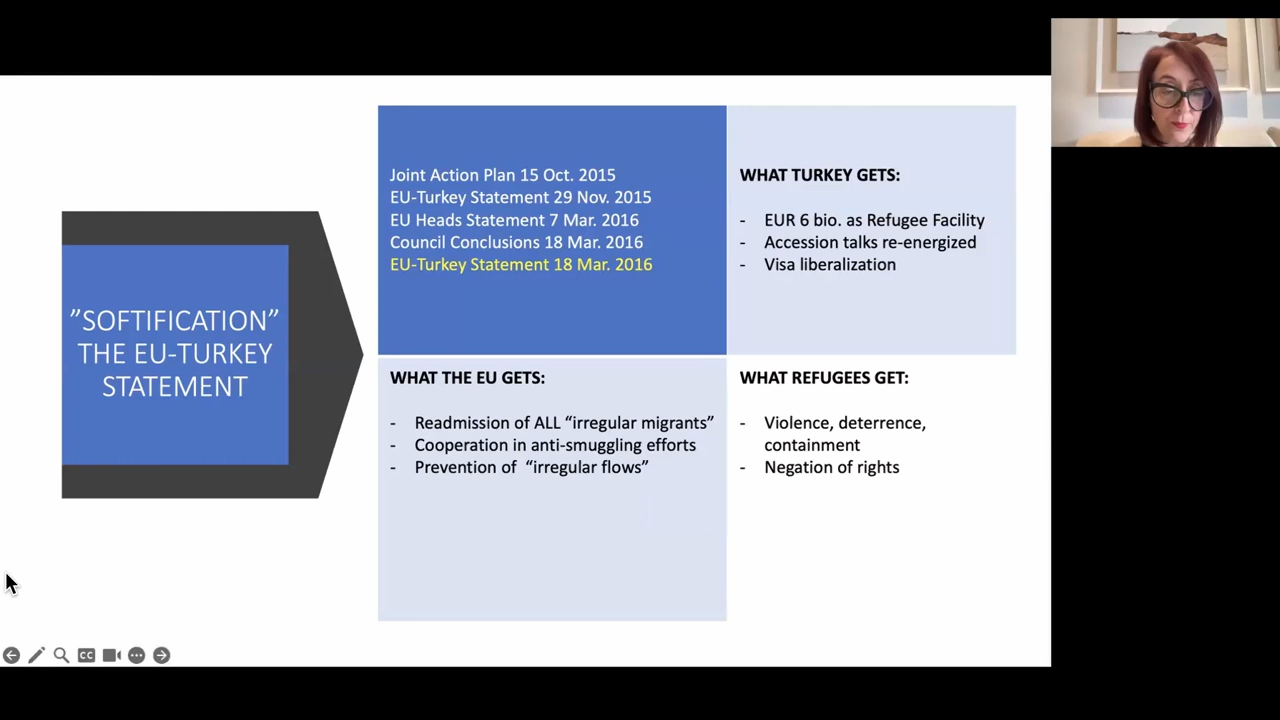 ”SOFTIFICATION”
THE EU-TURKEY
STATEMENT
Joint Action Plan 15 Oct. 2015
EU-Turkey Statement 29 Nov. 2015
EU Heads Statement 7 Mar. 2016
Council Conclusions 18 Mar. 2016
EU-Turkey Statement 18 Mar. 2016
WHAT TURKEY GETS:
- EUR 6 bio. as Refugee Facility
- Accession talks re-energized
- Visa liberalization
WHAT THE EU GETS:
- Readmission of ALL “irregular migrants”
- Cooperation in anti-smuggling efforts
- Prevention of “irregular flows”
WHAT REFUGEES GET:
- Violence, deterrence,
containment
- Negation of rights
CC